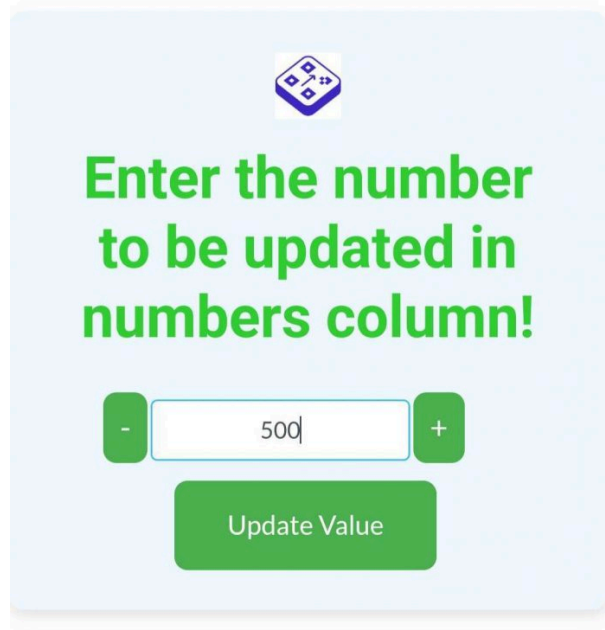 Enter the number
to be updated in
numbers column!
- 500 +
Update Value